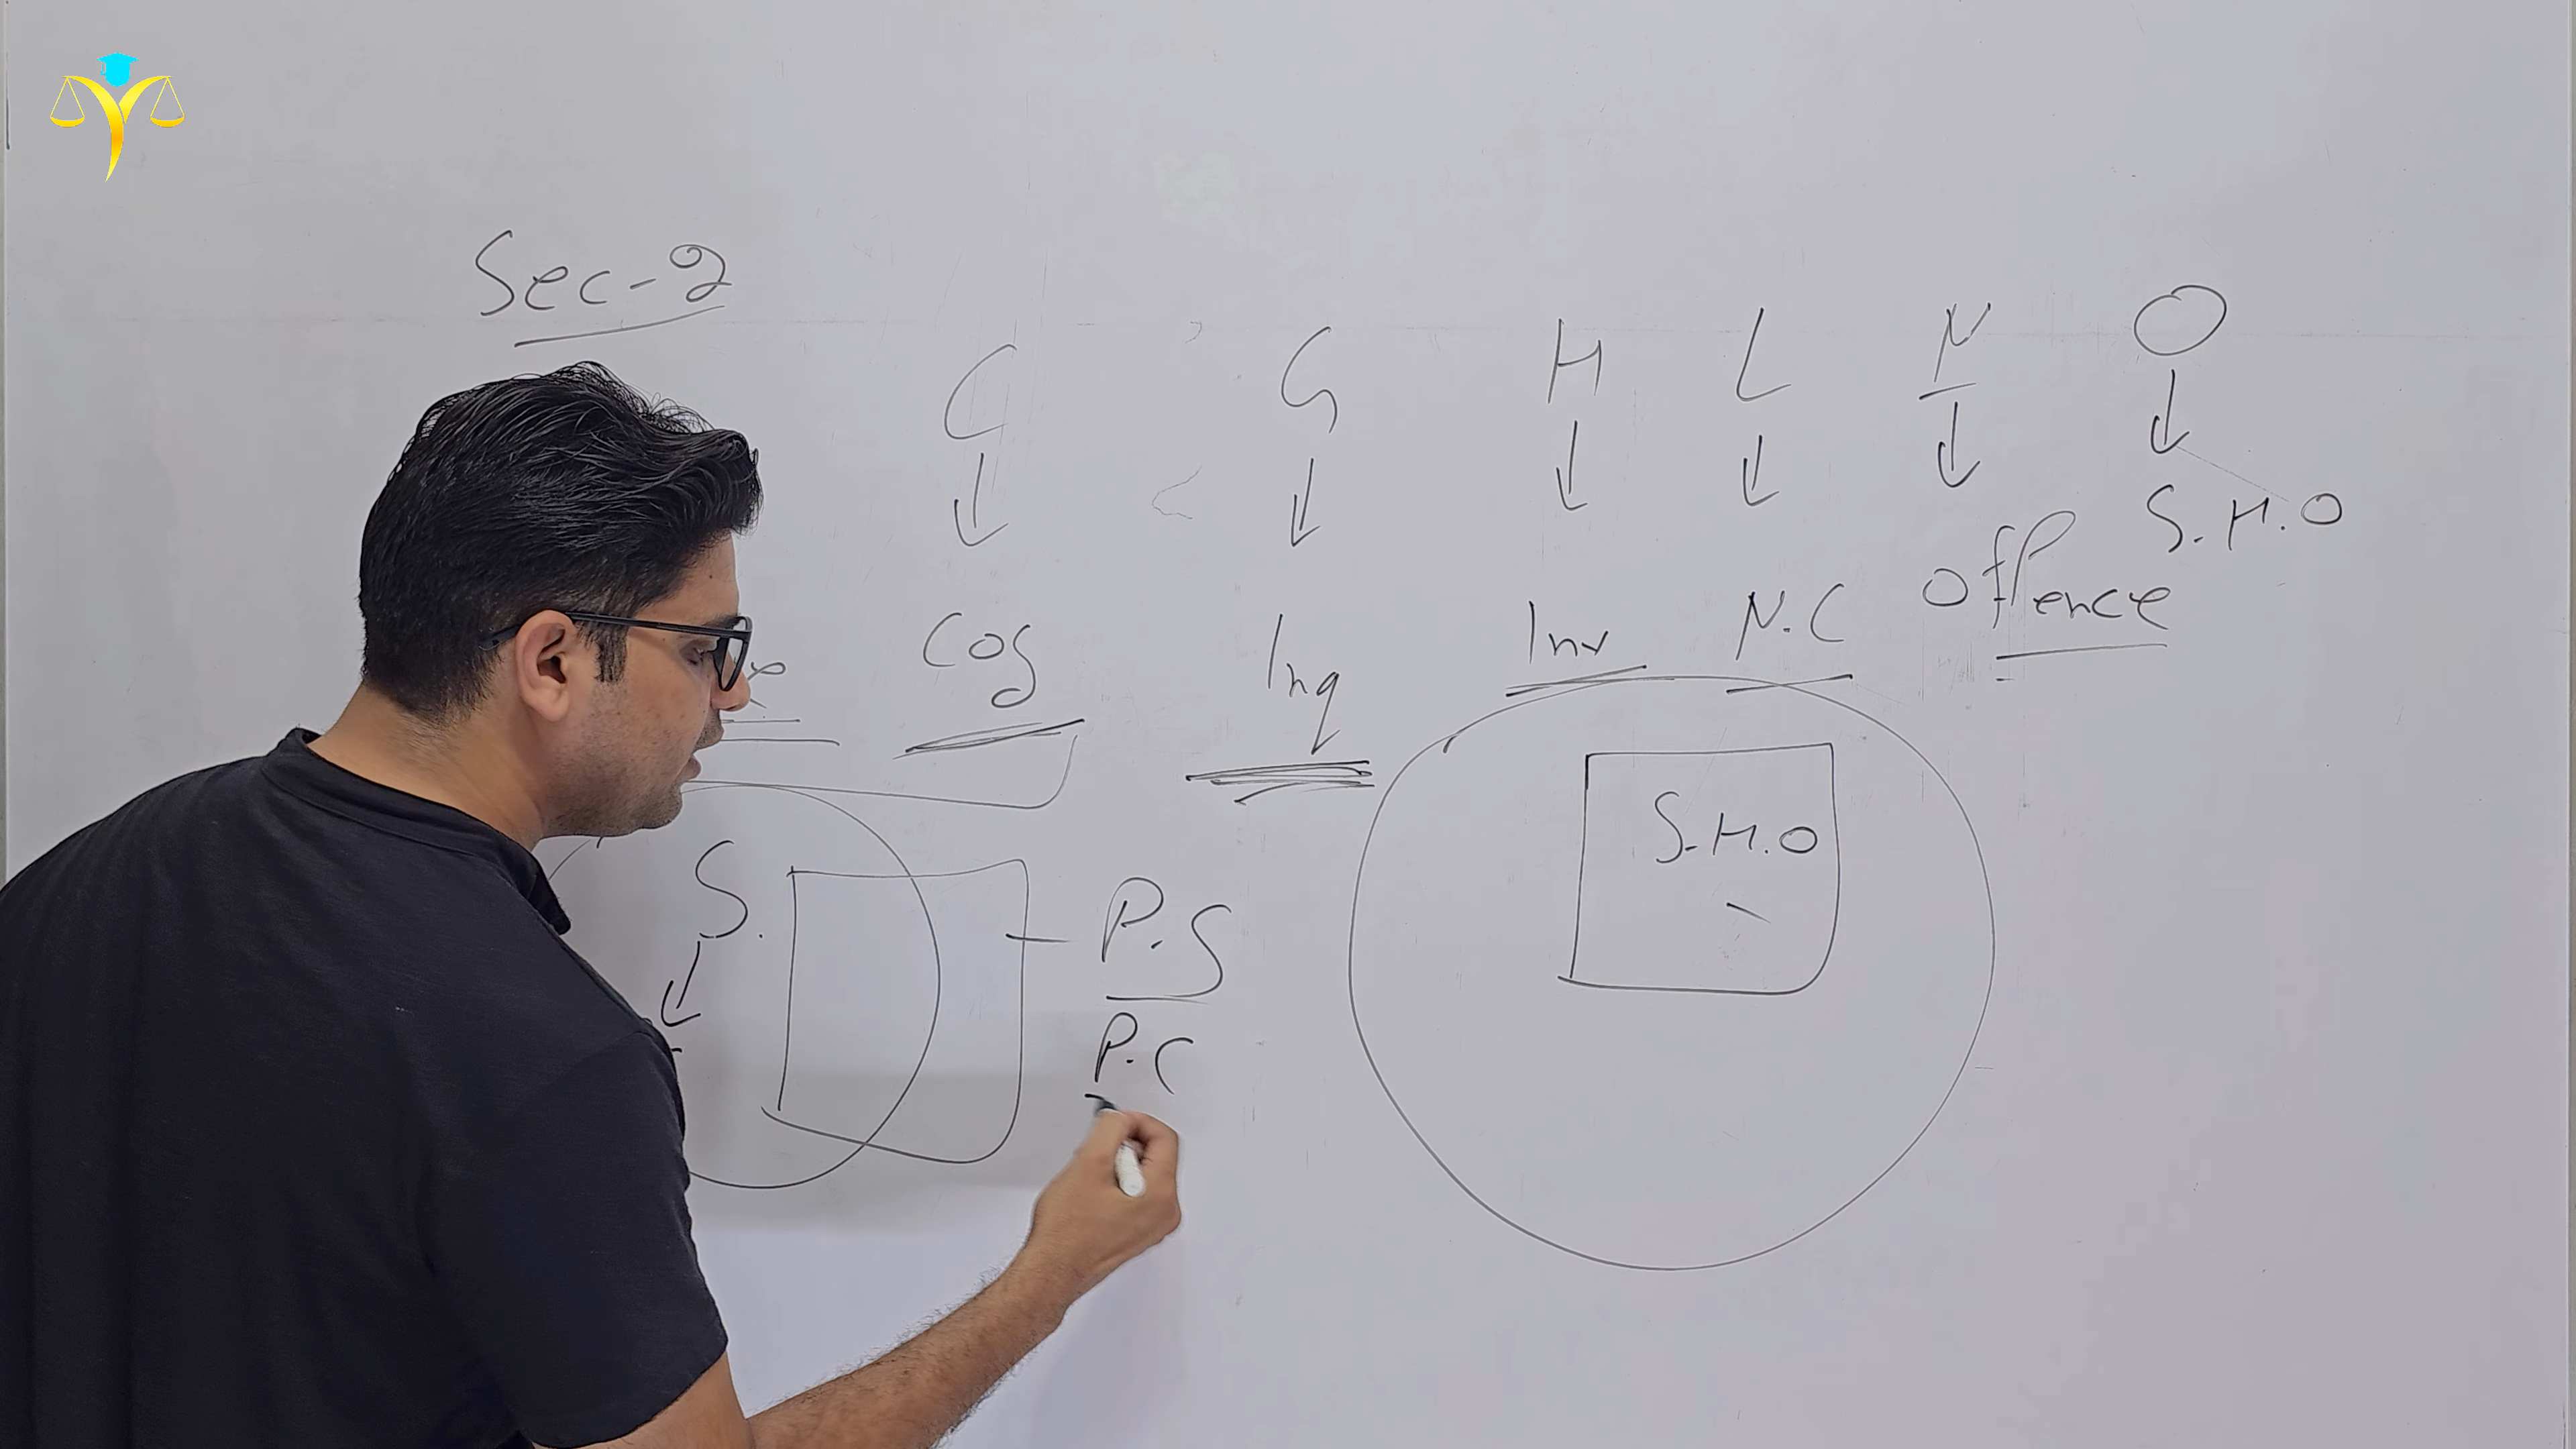 Sec-2
C G H L N O
Cog Inq Inv N.C Offence S.H.O
S. P.S S.H.O
P.C